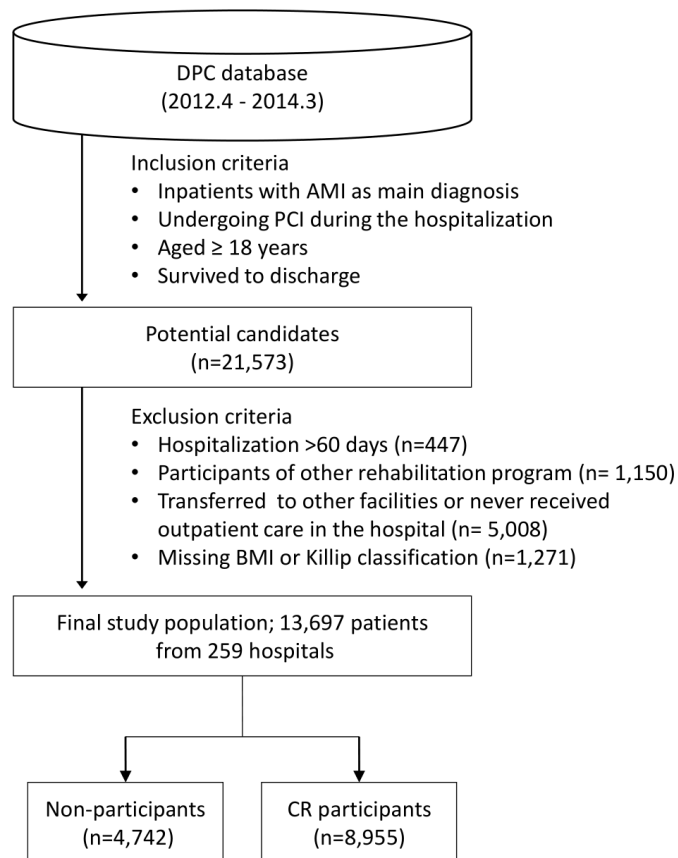 DPC database
(2012.4 - 2014.3)
Inclusion criteria
• Inpatients with AMI as main diagnosis
• Undergoing PCI during the hospitalization
• Aged ≥ 18 years
• Survived to discharge
Potential candidates
(n=21,573)
Exclusion criteria
• Hospitalization >60 days (n=447)
• Participants of other rehabilitation program (n= 1,150)
• Transferred  to other facilities or never received
outpatient care in the hospital (n= 5,008)
• Missing BMI or Killip classification (n=1,271)
Final study population; 13,697 patients
from 259 hospitals
Non-participants
(n=4,742)
CR participants
(n=8,955)